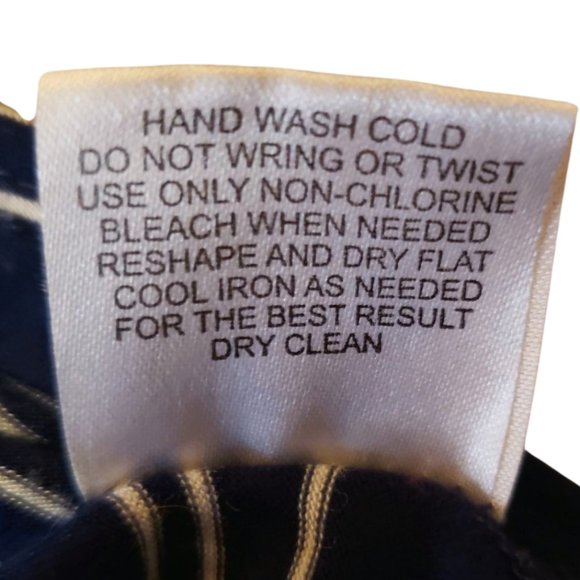 HAND WASH COLD
DO NOT WRING OR TWIST
USE ONLY NON-CHLORINE
BLEACH WHEN NEEDED
RESHAPE AND DRY FLAT
COOL IRON AS NEEDED
FOR THE BEST RESULT
DRY CLEAN